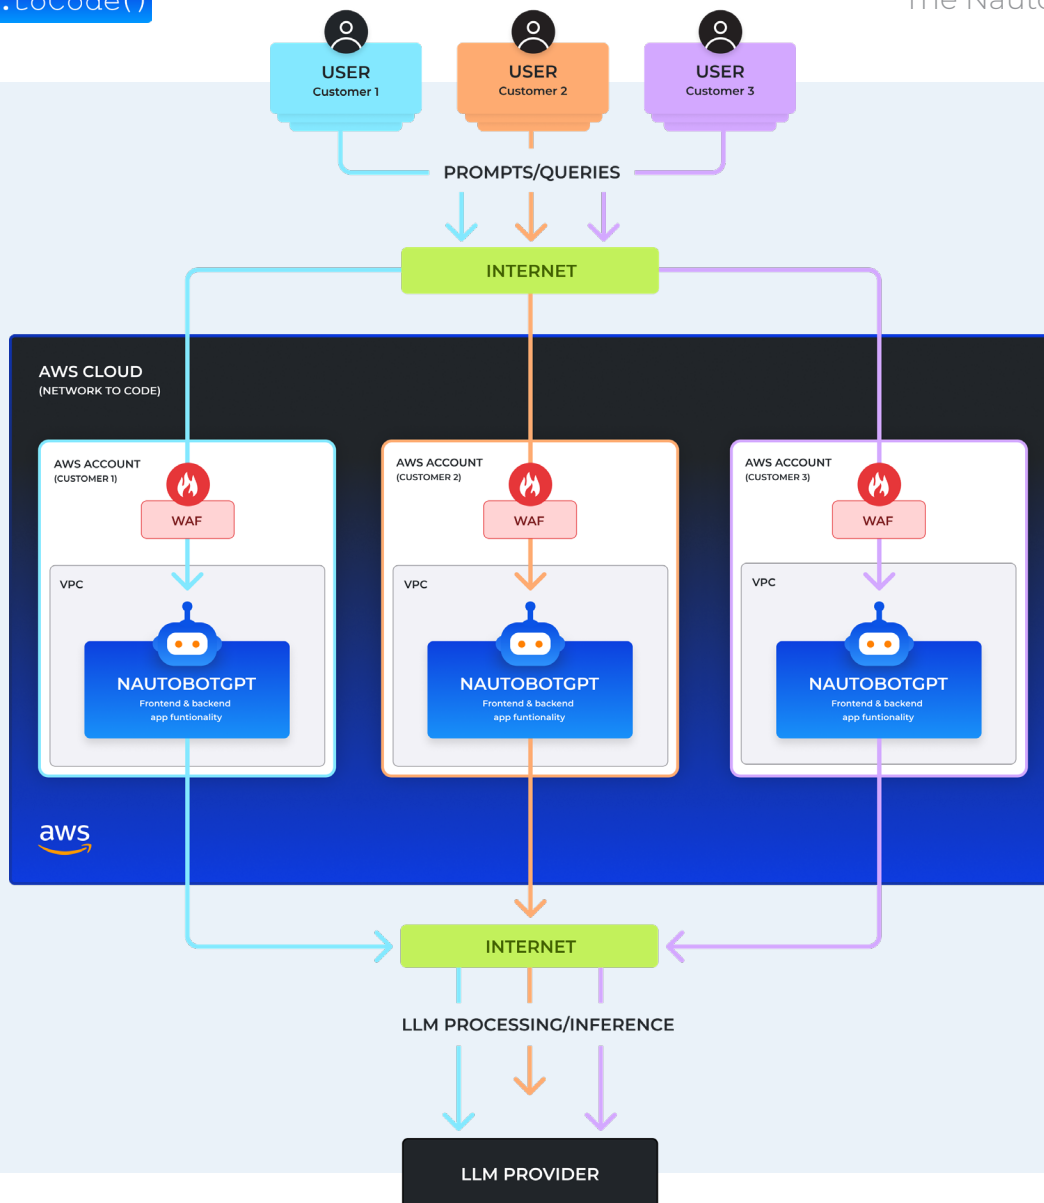 .toCode()
The Nauto
USER
Customer 1
USER
Customer 2
USER
Customer 3
PROMPTS/QUERIES
INTERNET
AWS CLOUD
(NETWORK TO CODE)
AWS ACCOUNT
(CUSTOMER 1)
WAF
VPC
NAUTOBOTGPT
Frontend & backend
app funtionality
AWS ACCOUNT
(CUSTOMER 2)
WAF
VPC
NAUTOBOTGPT
Frontend & backend
app funtionality
AWS ACCOUNT
(CUSTOMER 3)
WAF
VPC
NAUTOBOTGPT
Frontend & backend
app funtionality
aws
INTERNET
LLM PROCESSING/INFERENCE
LLM PROVIDER